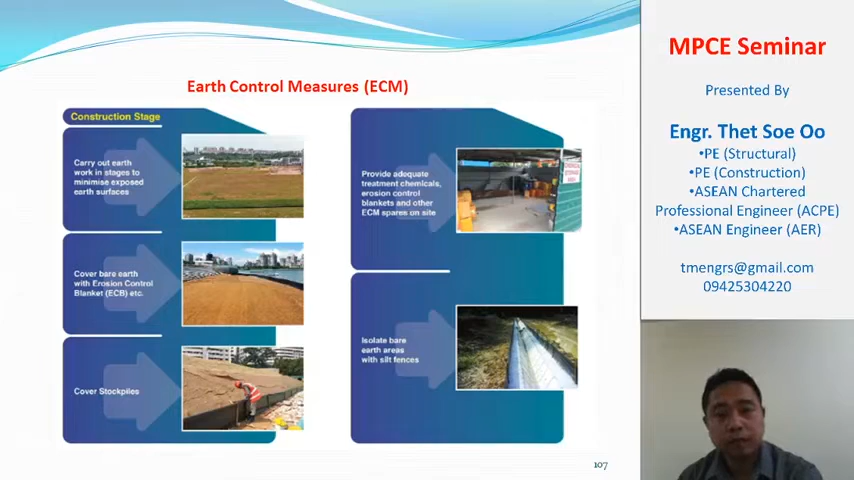 Earth Control Measures (ECM)
Construction Stage
Carry out earth
work in stages to
minimise exposed
earth surfaces
Cover bare earth
with Erosion Control
Blanket (ECB) etc.
Cover Stockpiles
Provide adequate
treatment chemicals,
erosion control
blankets and other
ECM spares on site
Isolate bare
earth areas
with silt fences
107
MPCE Seminar
Presented By
Engr. Thet Soe Oo
•PE (Structural)
•PE (Construction)
•ASEAN Chartered
Professional Engineer (ACPE)
•ASEAN Engineer (AER)
tmengrs@gmail.com
09425304220